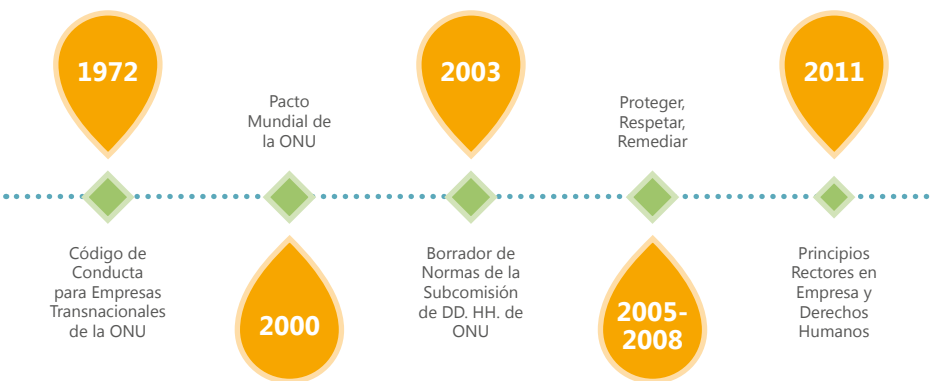 1972
Código de
Conducta
para Empresas
Transnacionales
de la ONU
Pacto
Mundial de
la ONU
2000
2003
Borrador de
Normas de la
Subcomisión
de DD. HH. de
ONU
Proteger,
Respetar,
Remediar
2005-
2008
2011
Principios
Rectores en
Empresa y
Derechos
Humanos